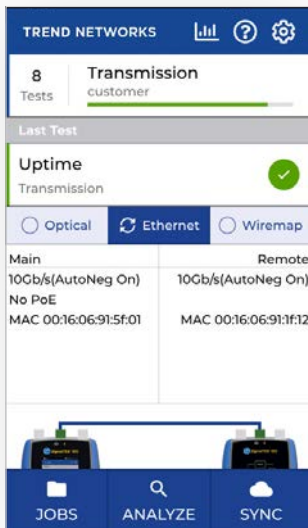 TREND NETWORKS
8
Tests
Transmission
customer
Last Test
Uptime
Transmission
Optical
Ethernet
Wiremap
Main
Remote
10Gb/s(AutoNeg On)
10Gb/s(AutoNeg On)
No PoE
MAC 00:16:06:91:5f:01
MAC 00:16:06:91:1f:12
JOBS
ANALYZE
SYNC